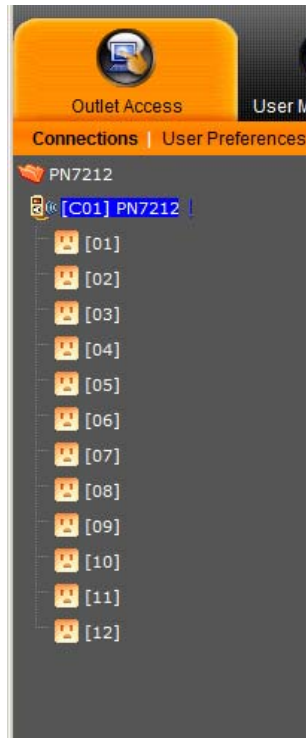 Outlet Access
User M
Connections | User Preferences
PN7212
[C01] PN7212
[01]
[02]
[03]
[04]
[05]
[06]
[07]
[08]
[09]
[10]
[11]
[12]